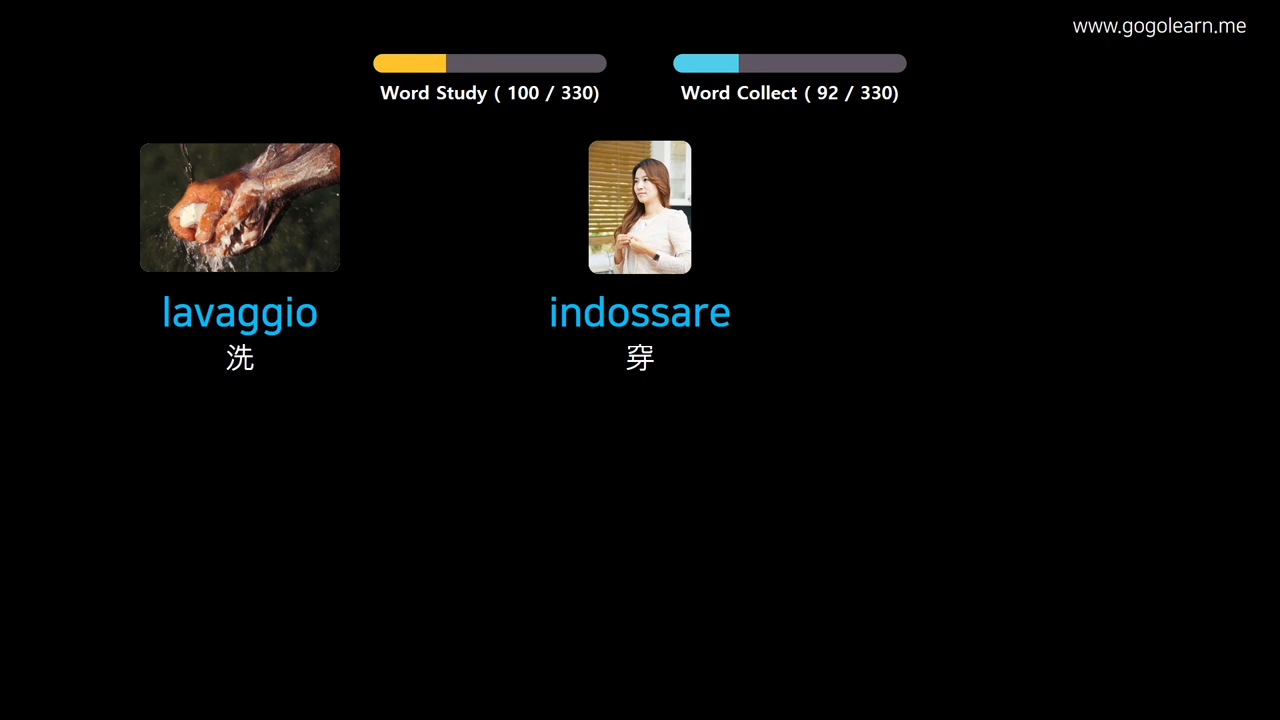 www.gogolearn.me
Word Study ( 100 / 330)
Word Collect ( 92 / 330)
lavaggio
洗
indossare
穿